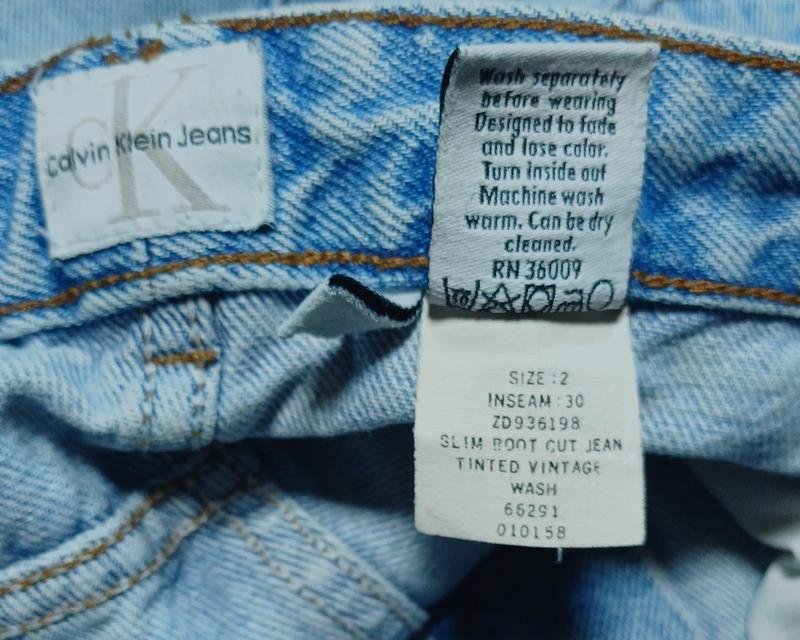 CK
Calvin Klein Jeans
Wash separately
before wearing
Designed to fade
and lose color.
Turn inside out
Machine wash
warm. Can be dry
cleaned.
RN 36009
SIZE : 2
INSEAM : 30
ZD936198
SLIM BOOT CUT JEAN
TINTED VINTAGE
WASH
66291
010158